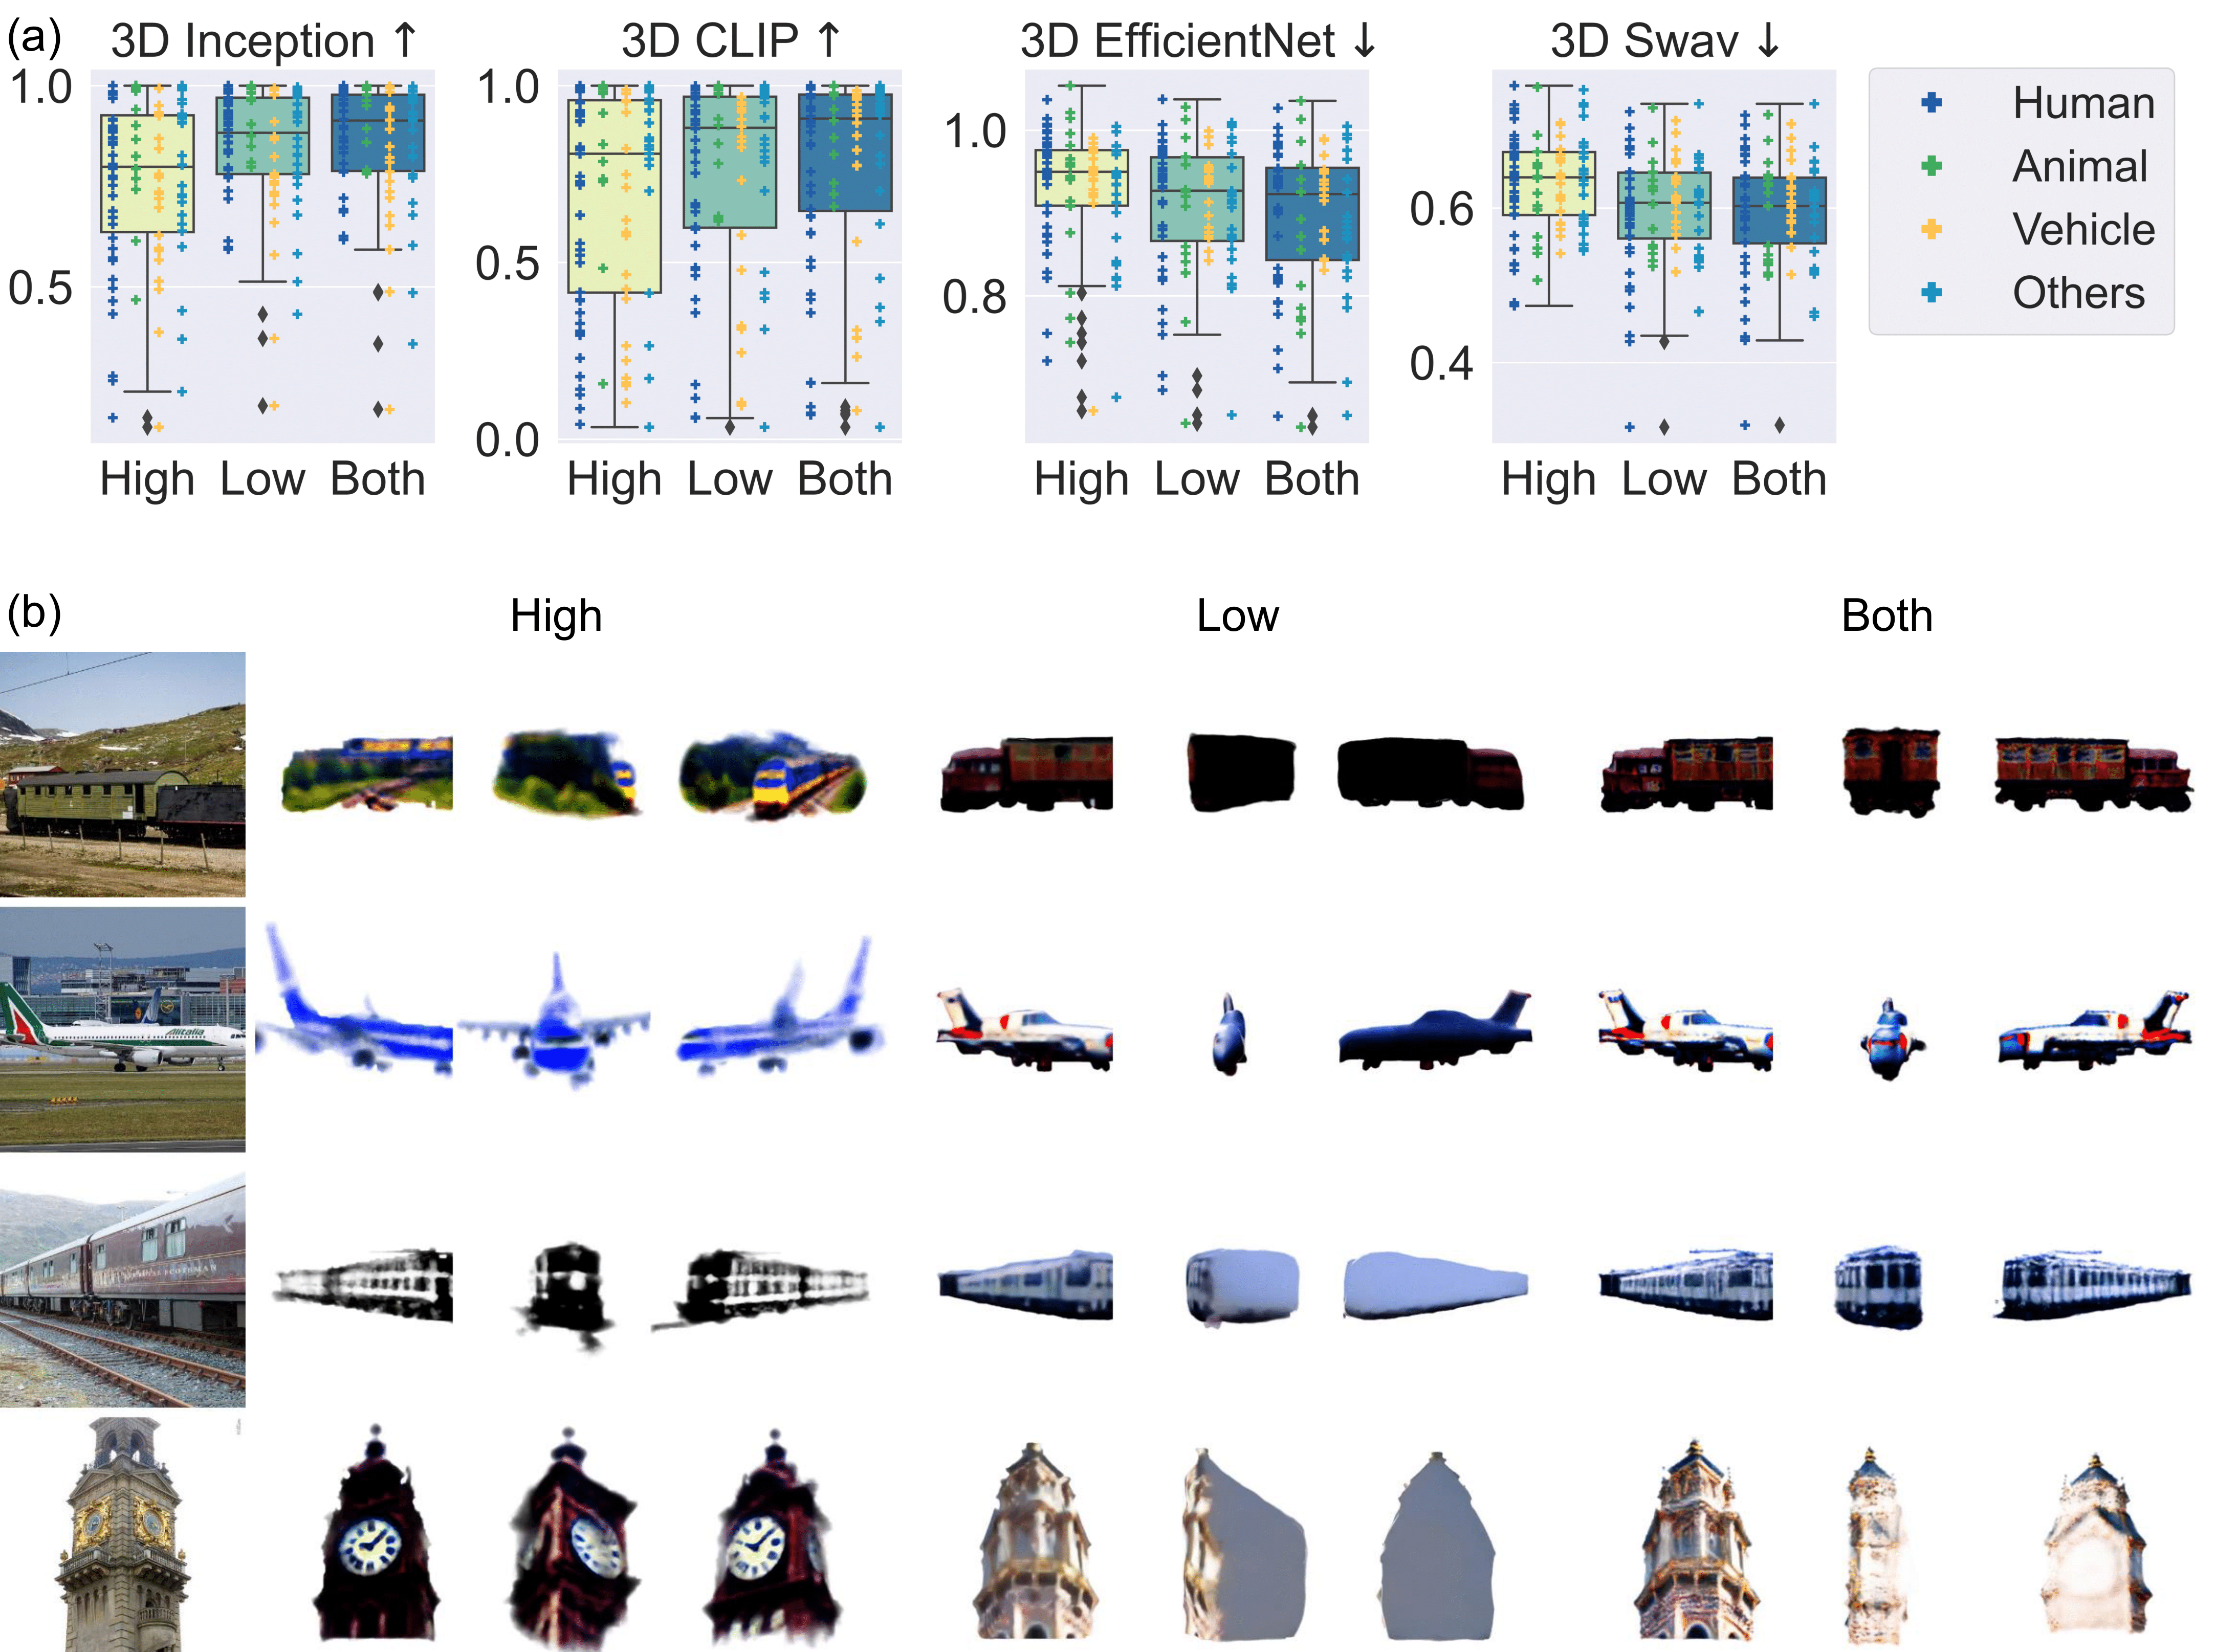 (a)
3D Inception ↑
3D CLIP ↑
3D EfficientNet ↓
3D Swav ↓
1.0
0.5
High Low Both
1.0
0.5
0.0
High Low Both
1.0
0.8
High Low Both
0.6
0.4
High Low Both
Human
Animal
Vehicle
Others
(b)
High
Low
Both
Alitalia